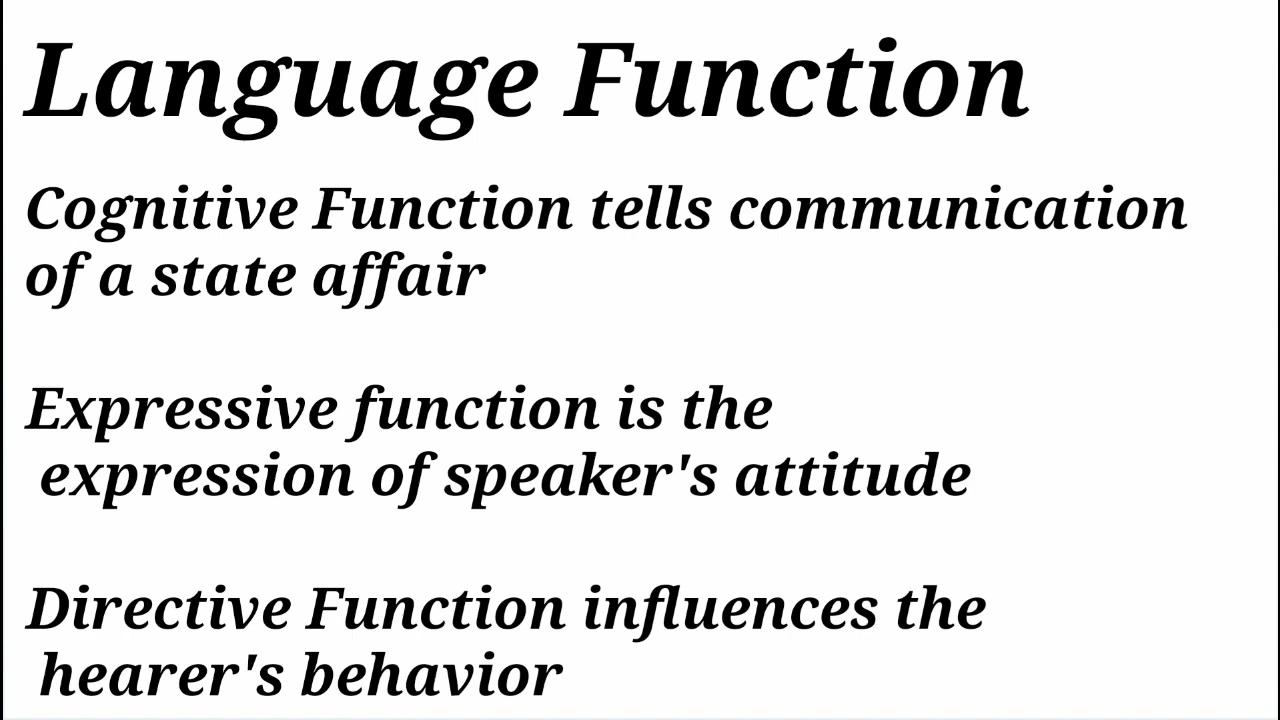 Language Function
Cognitive Function tells communication
of a state affair
Expressive function is the
expression of speaker's attitude
Directive Function influences the
hearer's behavior